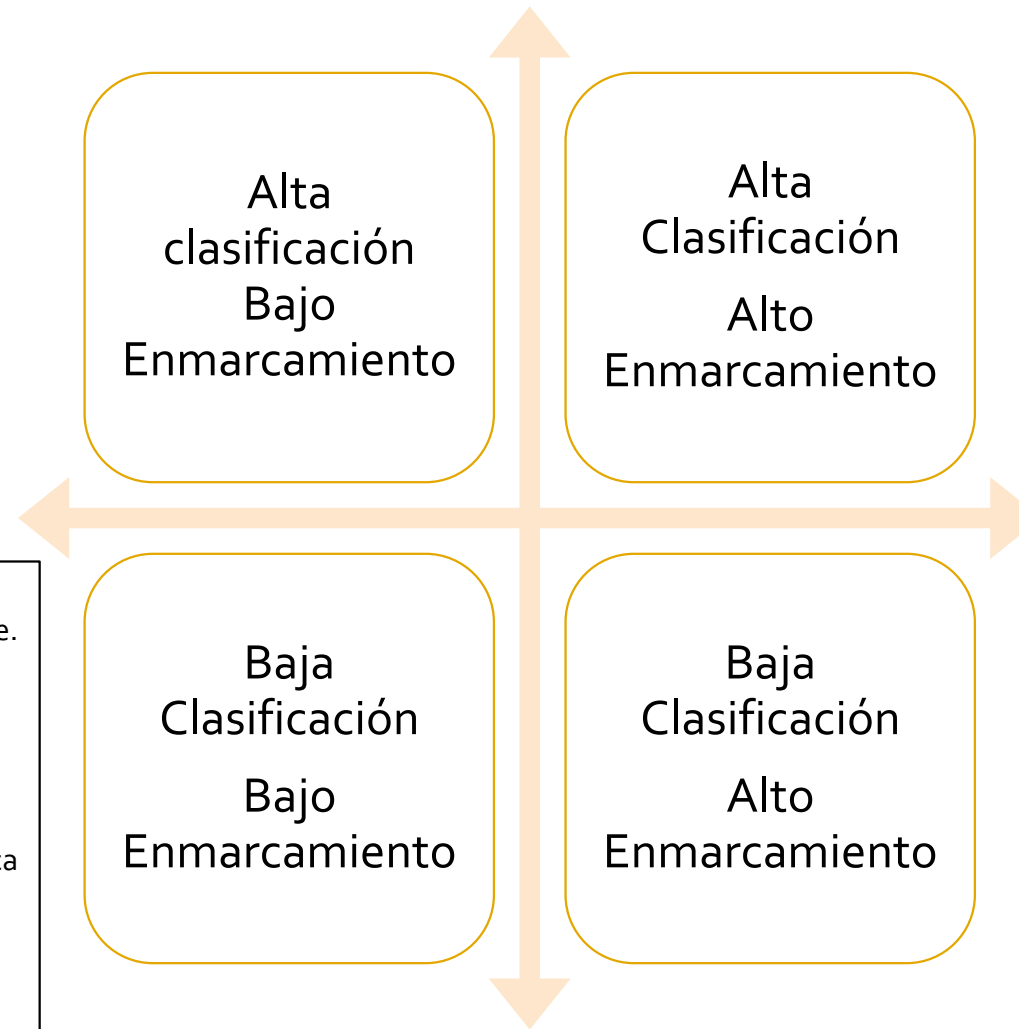 Alta
clasificación
Bajo
Enmarcamiento
Alta
Clasificación
Alto
Enmarcamiento
Baja
Clasificación
Bajo
Enmarcamiento
Baja
Clasificación
Alto
Enmarcamiento